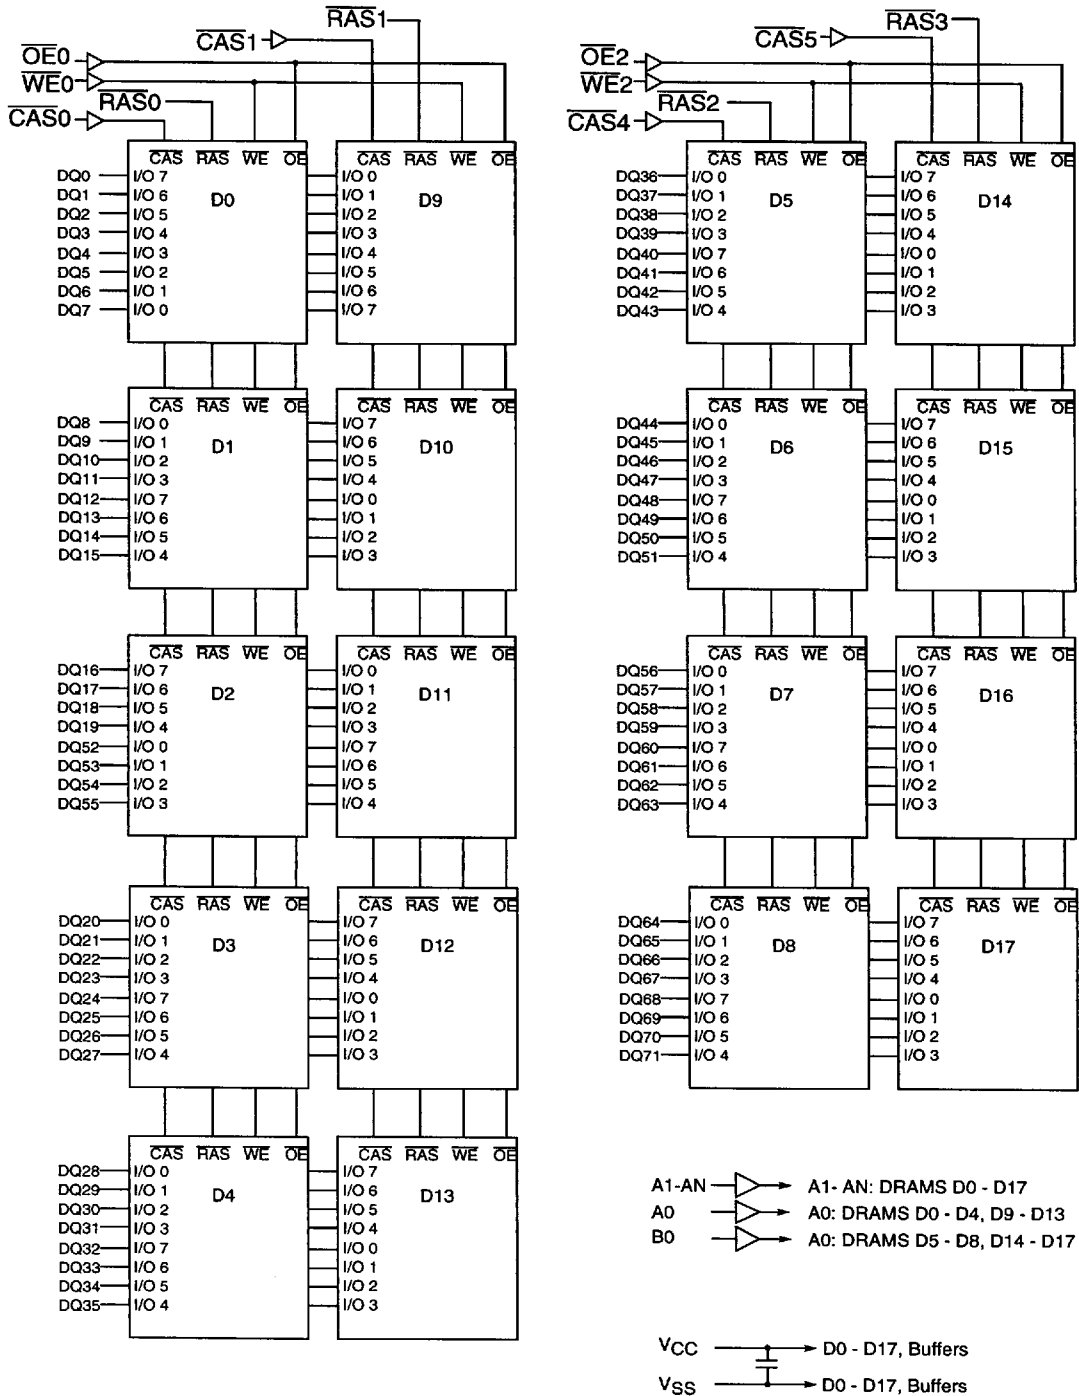 RAS1
CAS1
OE0
WE0
RAS0
CAS0
CAS RAS WE OE
D0
DQ0 I/O 7
DQ1 I/O 6
DQ2 I/O 5
DQ3 I/O 4
DQ4 I/O 3
DQ5 I/O 2
DQ6 I/O 1
DQ7 I/O 0
CAS RAS WE OE
D9
I/O 0
I/O 1
I/O 2
I/O 3
I/O 4
I/O 5
I/O 6
I/O 7
CAS RAS WE OE
D1
DQ8 I/O 0
DQ9 I/O 1
DQ10 I/O 2
DQ11 I/O 3
DQ12 I/O 7
DQ13 I/O 6
DQ14 I/O 5
DQ15 I/O 4
CAS RAS WE OE
D10
I/O 7
I/O 6
I/O 5
I/O 4
I/O 0
I/O 1
I/O 2
I/O 3
CAS RAS WE OE
D2
DQ16 I/O 7
DQ17 I/O 6
DQ18 I/O 5
DQ19 I/O 4
DQ52 I/O 0
DQ53 I/O 1
DQ54 I/O 2
DQ55 I/O 3
CAS RAS WE OE
D11
I/O 0
I/O 1
I/O 2
I/O 3
I/O 7
I/O 6
I/O 5
I/O 4
CAS RAS WE OE
D3
DQ20 I/O 0
DQ21 I/O 1
DQ22 I/O 2
DQ23 I/O 3
DQ24 I/O 7
DQ25 I/O 6
DQ26 I/O 5
DQ27 I/O 4
CAS RAS WE OE
D12
I/O 7
I/O 6
I/O 5
I/O 4
I/O 0
I/O 1
I/O 2
I/O 3
CAS RAS WE OE
D4
DQ28 I/O 0
DQ29 I/O 1
DQ30 I/O 2
DQ31 I/O 3
DQ32 I/O 7
DQ33 I/O 6
DQ34 I/O 5
DQ35 I/O 4
CAS RAS WE OE
D13
I/O 7
I/O 6
I/O 5
I/O 4
I/O 0
I/O 1
I/O 2
I/O 3
RAS3
CAS5
OE2
WE2
RAS2
CAS4
CAS RAS WE OE
D5
DQ36 I/O 0
DQ37 I/O 1
DQ38 I/O 2
DQ39 I/O 3
DQ40 I/O 7
DQ41 I/O 6
DQ42 I/O 5
DQ43 I/O 4
CAS RAS WE OE
D14
I/O 7
I/O 6
I/O 5
I/O 4
I/O 0
I/O 1
I/O 2
I/O 3
CAS RAS WE OE
D6
DQ44 I/O 0
DQ45 I/O 1
DQ46 I/O 2
DQ47 I/O 3
DQ48 I/O 7
DQ49 I/O 6
DQ50 I/O 5
DQ51 I/O 4
CAS RAS WE OE
D15
I/O 7
I/O 6
I/O 5
I/O 4
I/O 0
I/O 1
I/O 2
I/O 3
CAS RAS WE OE
D7
DQ56 I/O 0
DQ57 I/O 1
DQ58 I/O 2
DQ59 I/O 3
DQ60 I/O 7
DQ61 I/O 6
DQ62 I/O 5
DQ63 I/O 4
CAS RAS WE OE
D16
I/O 7
I/O 6
I/O 5
I/O 4
I/O 0
I/O 1
I/O 2
I/O 3
CAS RAS WE OE
D8
DQ64 I/O 0
DQ65 I/O 1
DQ66 I/O 2
DQ67 I/O 3
DQ68 I/O 7
DQ69 I/O 6
DQ70 I/O 5
DQ71 I/O 4
CAS RAS WE OE
D17
I/O 7
I/O 6
I/O 5
I/O 4
I/O 0
I/O 1
I/O 2
I/O 3
A1-AN A1- AN: DRAMS D0 - D17
A0 A0: DRAMS D0 - D4, D9 - D13
B0 A0: DRAMS D5 - D8, D14 - D17
VCC D0 - D17, Buffers
VSS D0 - D17, Buffers